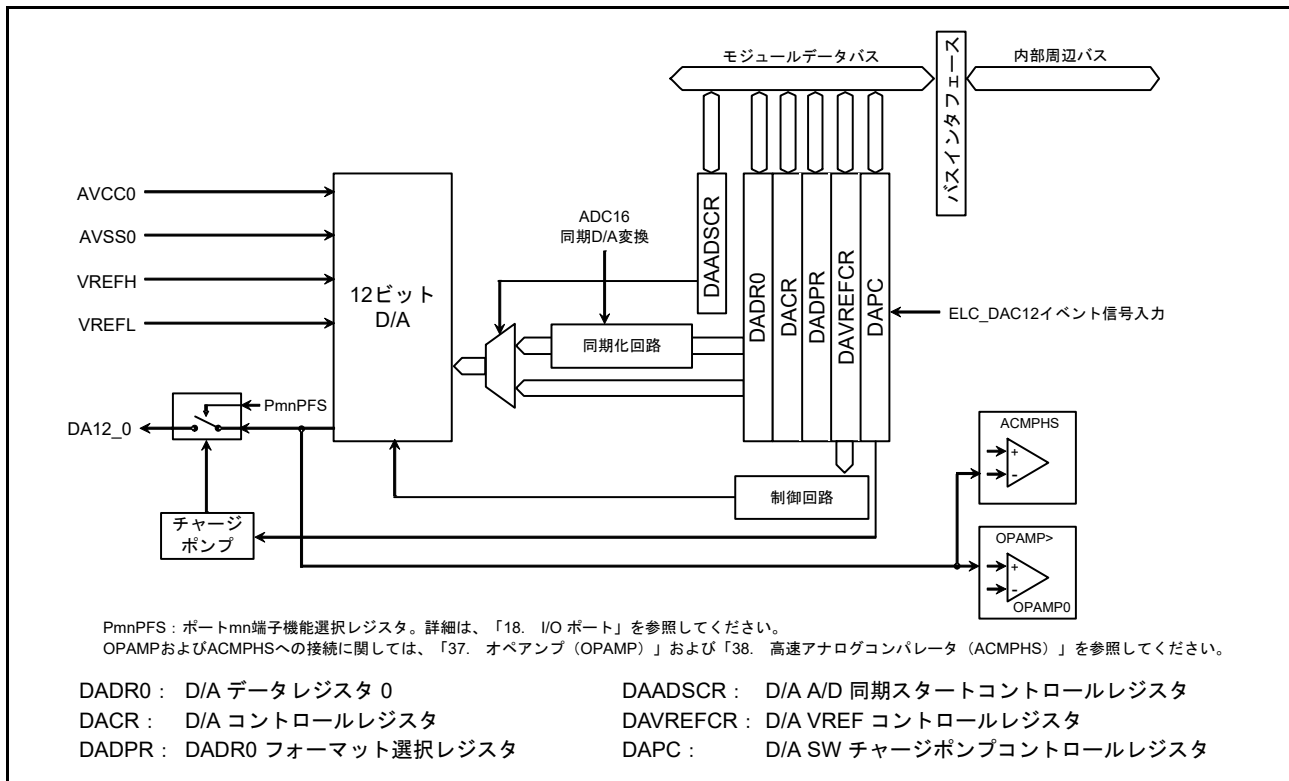 モジュールデータバス
内部周辺バス
バスインタフェース
AVCC0
AVSS0
VREFH
VREFL
12ビット
D/A
ADC16
同期D/A変換
DAADSCR
DADR0
DACR
DADPR
DAVREFCR
DAPC
ELC_DAC12イベント信号入力
同期化回路
PmnPFS
DA12_0
制御回路
チャージ
ポンプ
ACMPHS
+
-
OPAMP>
+
-
OPAMP0
PmnPFS：ポートmn端子機能選択レジスタ。詳細は、「18. I/O ポート」を参照してください。
OPAMPおよびACMPHSへの接続に関しては、「37. オペアンプ（OPAMP）」および「38. 高速アナログコンパレータ（ACMPHS）」を参照してください。
DADR0： D/A データレジスタ 0
DACR： D/A コントロールレジスタ
DADPR： DADR0 フォーマット選択レジスタ
DAADSCR： D/A A/D 同期スタートコントロールレジスタ
DAVREFCR： D/A VREF コントロールレジスタ
DAPC： D/A SW チャージポンプコントロールレジスタ